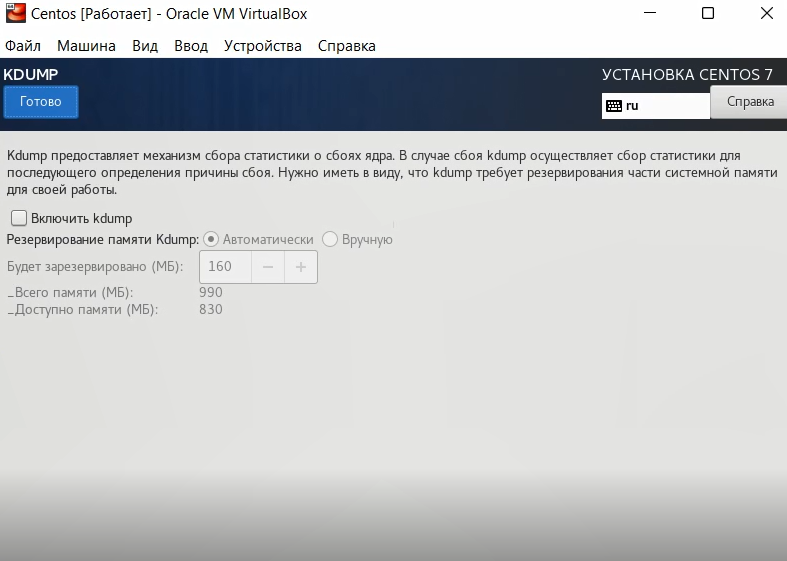 Centos [Работает] - Oracle VM VirtualBox
Файл Машина Вид Ввод Устройства Справка
KDUMP
УСТАНОВКА CENTOS 7
Готово
ru
Справка
Kdump предоставляет механизм сбора статистики о сбоях ядра. В случае сбоя kdump осуществляет сбор статистики для
последующего определения причины сбоя. Нужно иметь в виду, что kdump требует резервирования части системной памяти
для своей работы.
Включить kdump
Резервирование памяти Kdump: Автоматически Вручную
Будет зарезервировано (МБ): 160 − +
_Всего памяти (МБ): 990
_Доступно памяти (МБ): 830